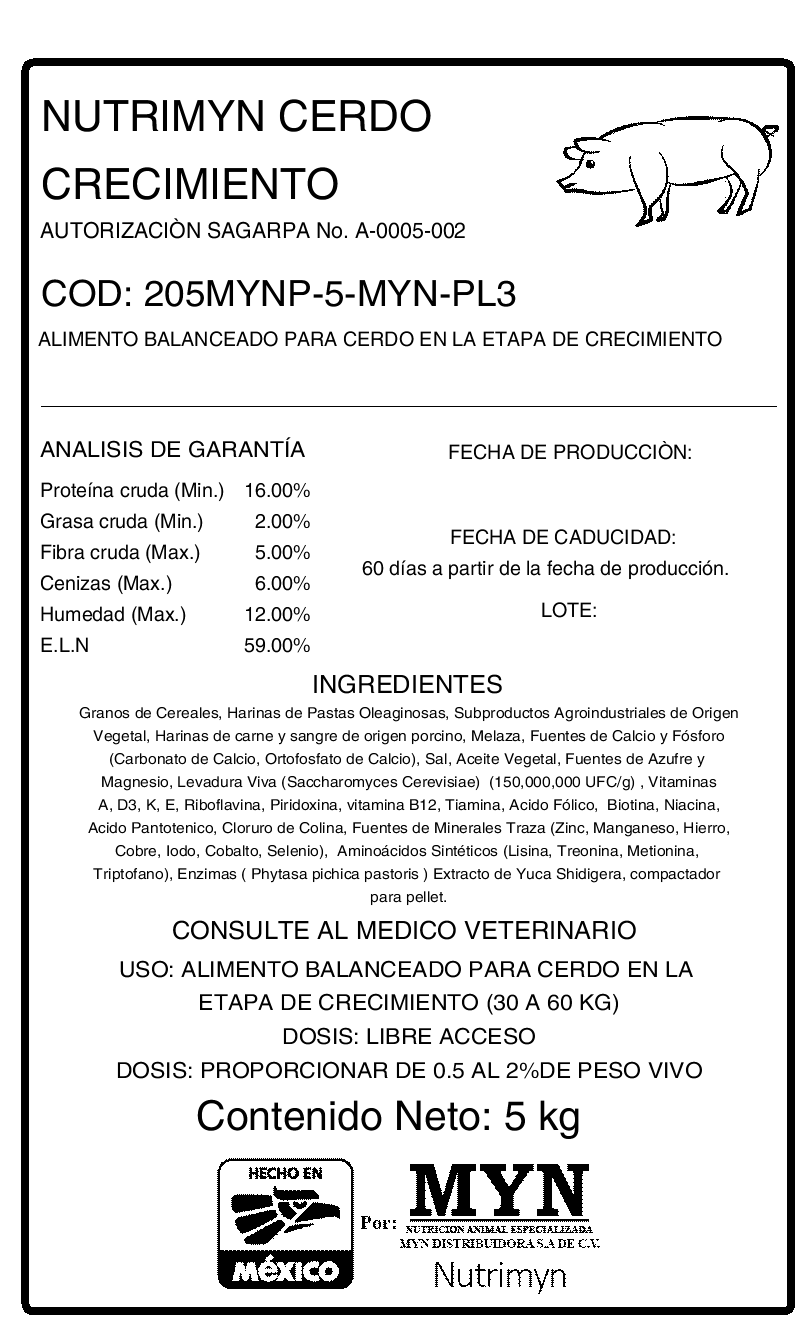 NUTRIMYN CERDO
CRECIMIENTO
AUTORIZACIÒN SAGARPA No. A-0005-002
COD: 205MYNP-5-MYN-PL3
ALIMENTO BALANCEADO PARA CERDO EN LA ETAPA DE CRECIMIENTO
ANALISIS DE GARANTÍA
Proteína cruda (Min.) 16.00%
Grasa cruda (Min.) 2.00%
Fibra cruda (Max.) 5.00%
Cenizas (Max.) 6.00%
Humedad (Max.) 12.00%
E.L.N 59.00%
FECHA DE PRODUCCIÒN:
FECHA DE CADUCIDAD:
60 días a partir de la fecha de producción.
LOTE:
INGREDIENTES
Granos de Cereales, Harinas de Pastas Oleaginosas, Subproductos Agroindustriales de Origen
Vegetal, Harinas de carne y sangre de origen porcino, Melaza, Fuentes de Calcio y Fósforo
(Carbonato de Calcio, Ortofosfato de Calcio), Sal, Aceite Vegetal, Fuentes de Azufre y
Magnesio, Levadura Viva (Saccharomyces Cerevisiae) (150,000,000 UFC/g) , Vitaminas
A, D3, K, E, Riboflavina, Piridoxina, vitamina B12, Tiamina, Acido Fólico, Biotina, Niacina,
Acido Pantotenico, Cloruro de Colina, Fuentes de Minerales Traza (Zinc, Manganeso, Hierro,
Cobre, Iodo, Cobalto, Selenio), Aminoácidos Sintéticos (Lisina, Treonina, Metionina,
Triptofano), Enzimas ( Phytasa pichica pastoris ) Extracto de Yuca Shidigera, compactador
para pellet.
CONSULTE AL MEDICO VETERINARIO
USO: ALIMENTO BALANCEADO PARA CERDO EN LA
ETAPA DE CRECIMIENTO (30 A 60 KG)
DOSIS: LIBRE ACCESO
DOSIS: PROPORCIONAR DE 0.5 AL 2%DE PESO VIVO
Contenido Neto: 5 kg
HECHO EN
MéXICO
Por:
MYN
NUTRICION ANIMAL ESPECIALIZADA
MYN DISTRIBUIDORA S.A DE C.V.
Nutrimyn